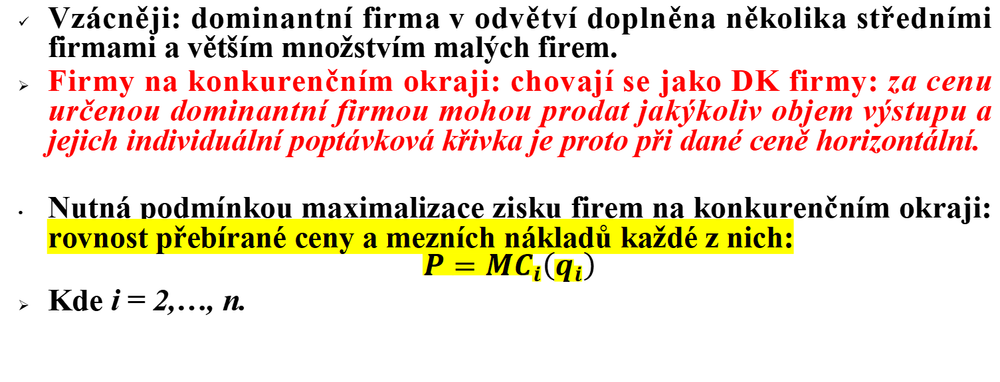 ✓ Vzácněji: dominantní firma v odvětví doplněna několika středními
firmami a větším množstvím malých firem.
➢ Firmy na konkurenčním okraji: chovají se jako DK firmy: za cenu
určenou dominantní firmou mohou prodat jakýkoliv objem výstupu a
jejich individuální poptávková křivka je proto při dané ceně horizontální.
• Nutná podmínkou maximalizace zisku firem na konkurenčním okraji:
rovnost přebírané ceny a mezních nákladů každé z nich:
P = MCᵢ(qᵢ)
➢ Kde i = 2,…, n.